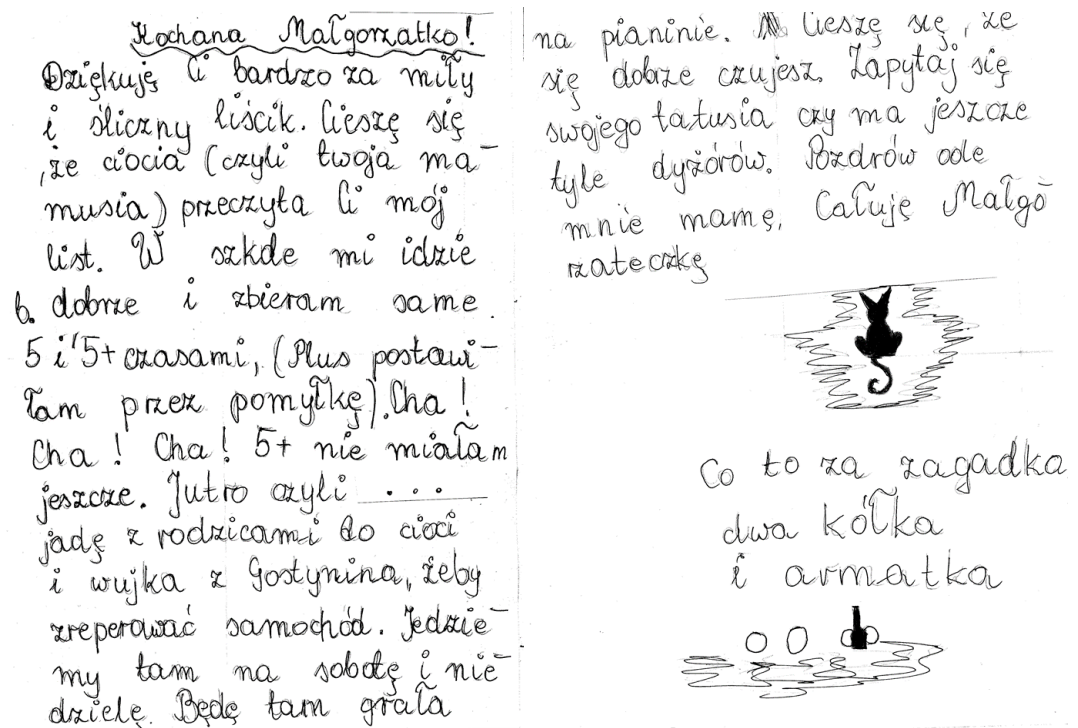 Kochana Małgorzatko!
Dziękuję Ci bardzo za miły
i śliczny liścik. Cieszę się
,że ciocia (czyli twoja ma-
musia) przeczyta Ci mój
list. W szkole mi idzie
b. dobrze i zbieram same
5 i 5+ czasami, (Plus postawi-
łam przez pomyłkę). Cha!
Cha! Cha! 5+ nie miałam
jeszcze. Jutro czyli ...
jadę z rodzicami do cioci
i wujka z Gostynina, żeby
zreperować samochód. Jedzie-
my tam na sobotę i nie-
dzielę. Będę tam grała
na pianinie. Cieszę się, że
się dobrze czujesz. Zapytaj się
swojego tatusia czy ma jeszcze
tyle dyżórów. Pozdrów ode
mnie mamę, Całuję Małgo-
rzateczkę
Co to za zagadka
dwa kółka
i armatka